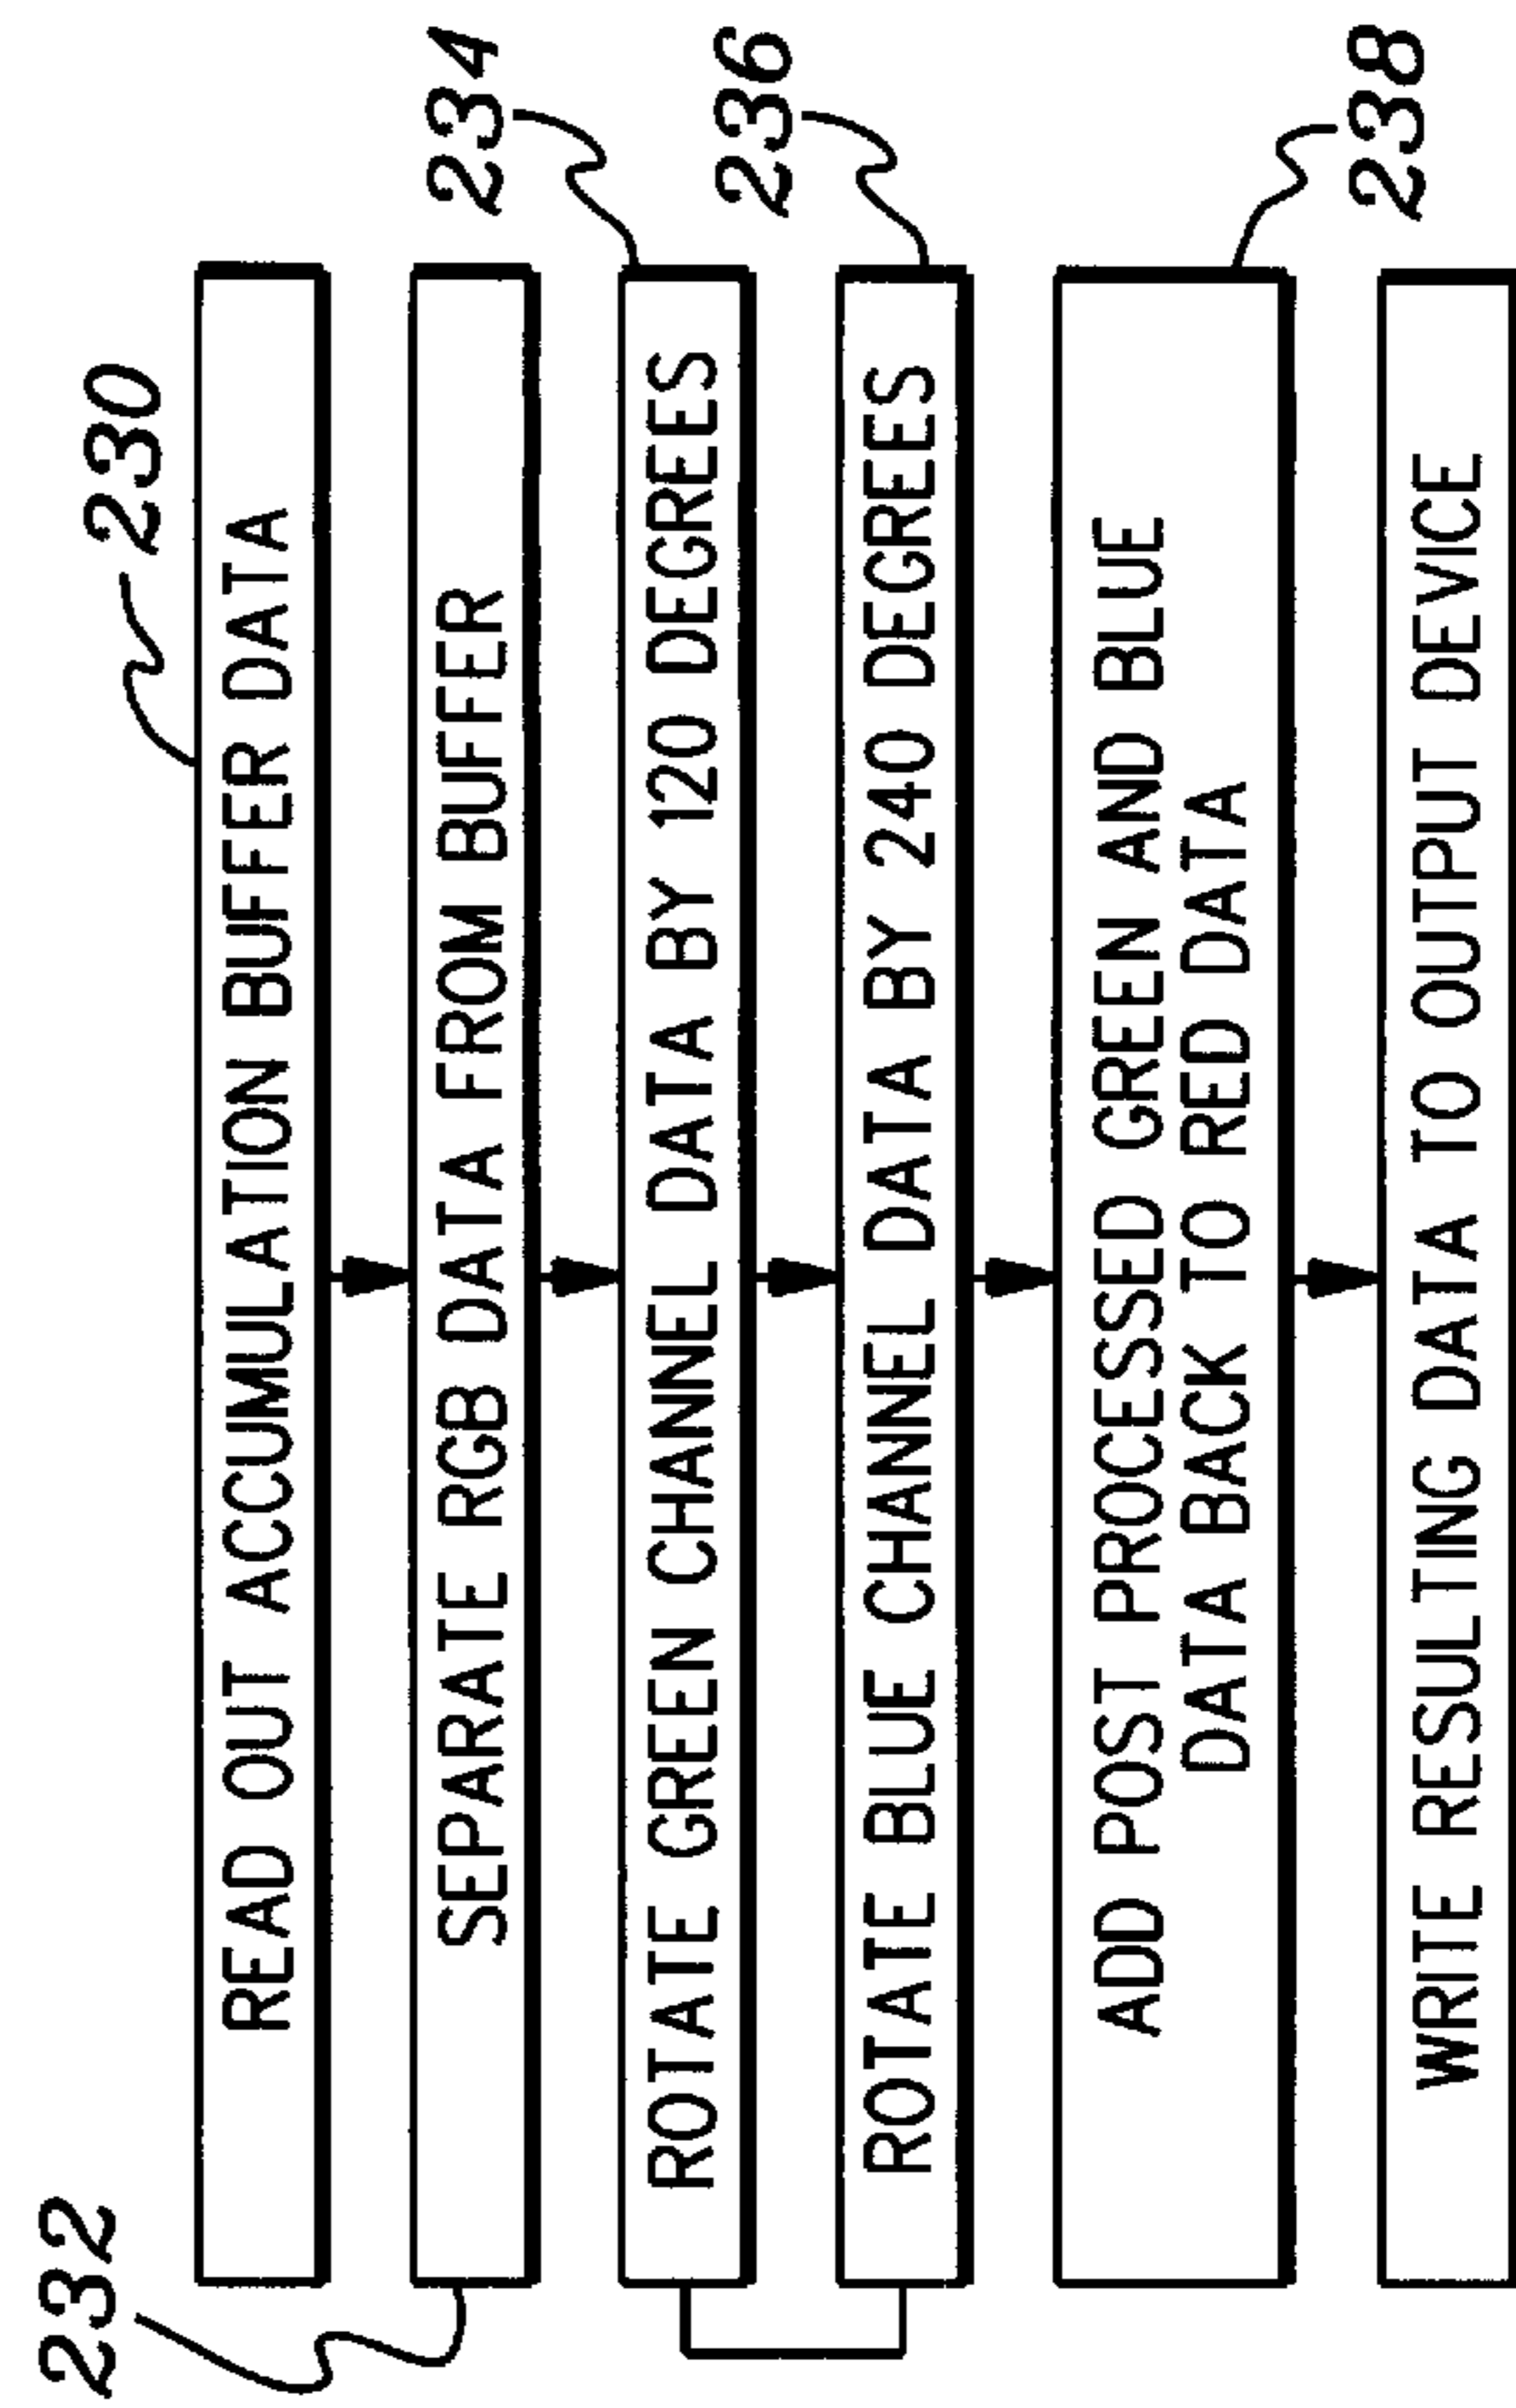 230
READ OUT ACCUMULATION BUFFER DATA
232
SEPARATE RGB DATA FROM BUFFER
234
ROTATE GREEN CHANNEL DATA BY 120 DEGREES
236
ROTATE BLUE CHANNEL DATA BY 240 DEGREES
238
ADD POST PROCESSED GREEN AND BLUE
DATA BACK TO RED DATA
WRITE RESULTING DATA TO OUTPUT DEVICE